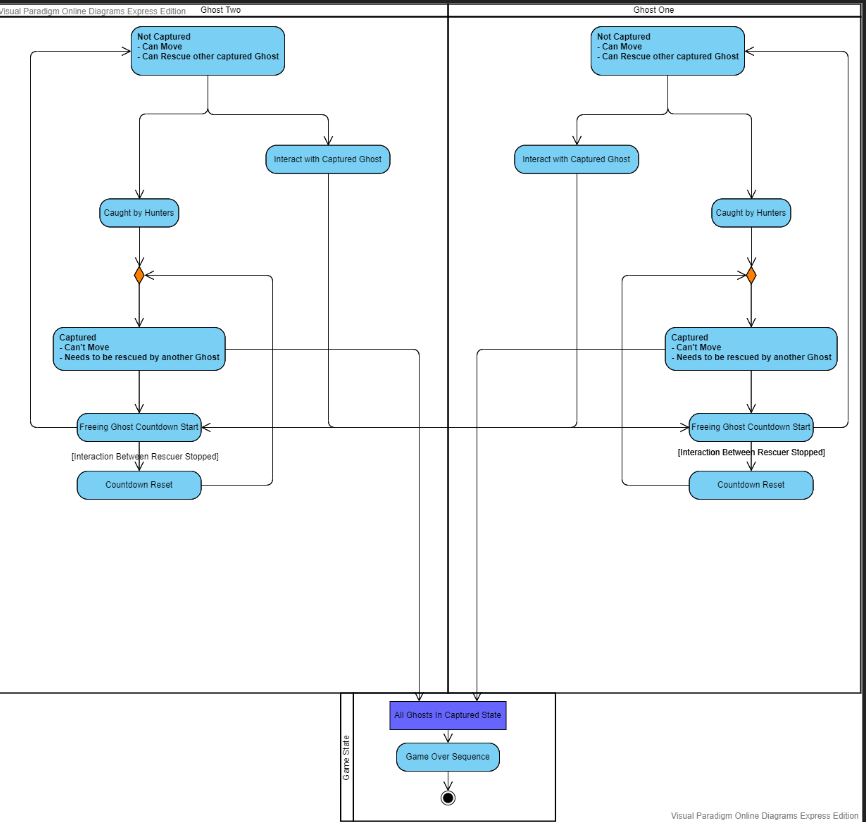 Visual Paradigm Online Diagrams Express Edition
Ghost Two
Ghost One
Not Captured
- Can Move
- Can Rescue other captured Ghost
Not Captured
- Can Move
- Can Rescue other captured Ghost
Interact with Captured Ghost
Interact with Captured Ghost
Caught by Hunters
Caught by Hunters
Captured
- Can't Move
- Needs to be rescued by another Ghost
Captured
- Can't Move
- Needs to be rescued by another Ghost
Freeing Ghost Countdown Start
Freeing Ghost Countdown Start
[Interaction Between Rescuer Stopped]
[Interaction Between Rescuer Stopped]
Countdown Reset
Countdown Reset
Game State
All Ghosts In Captured State
Game Over Sequence
Visual Paradigm Online Diagrams Express Edition